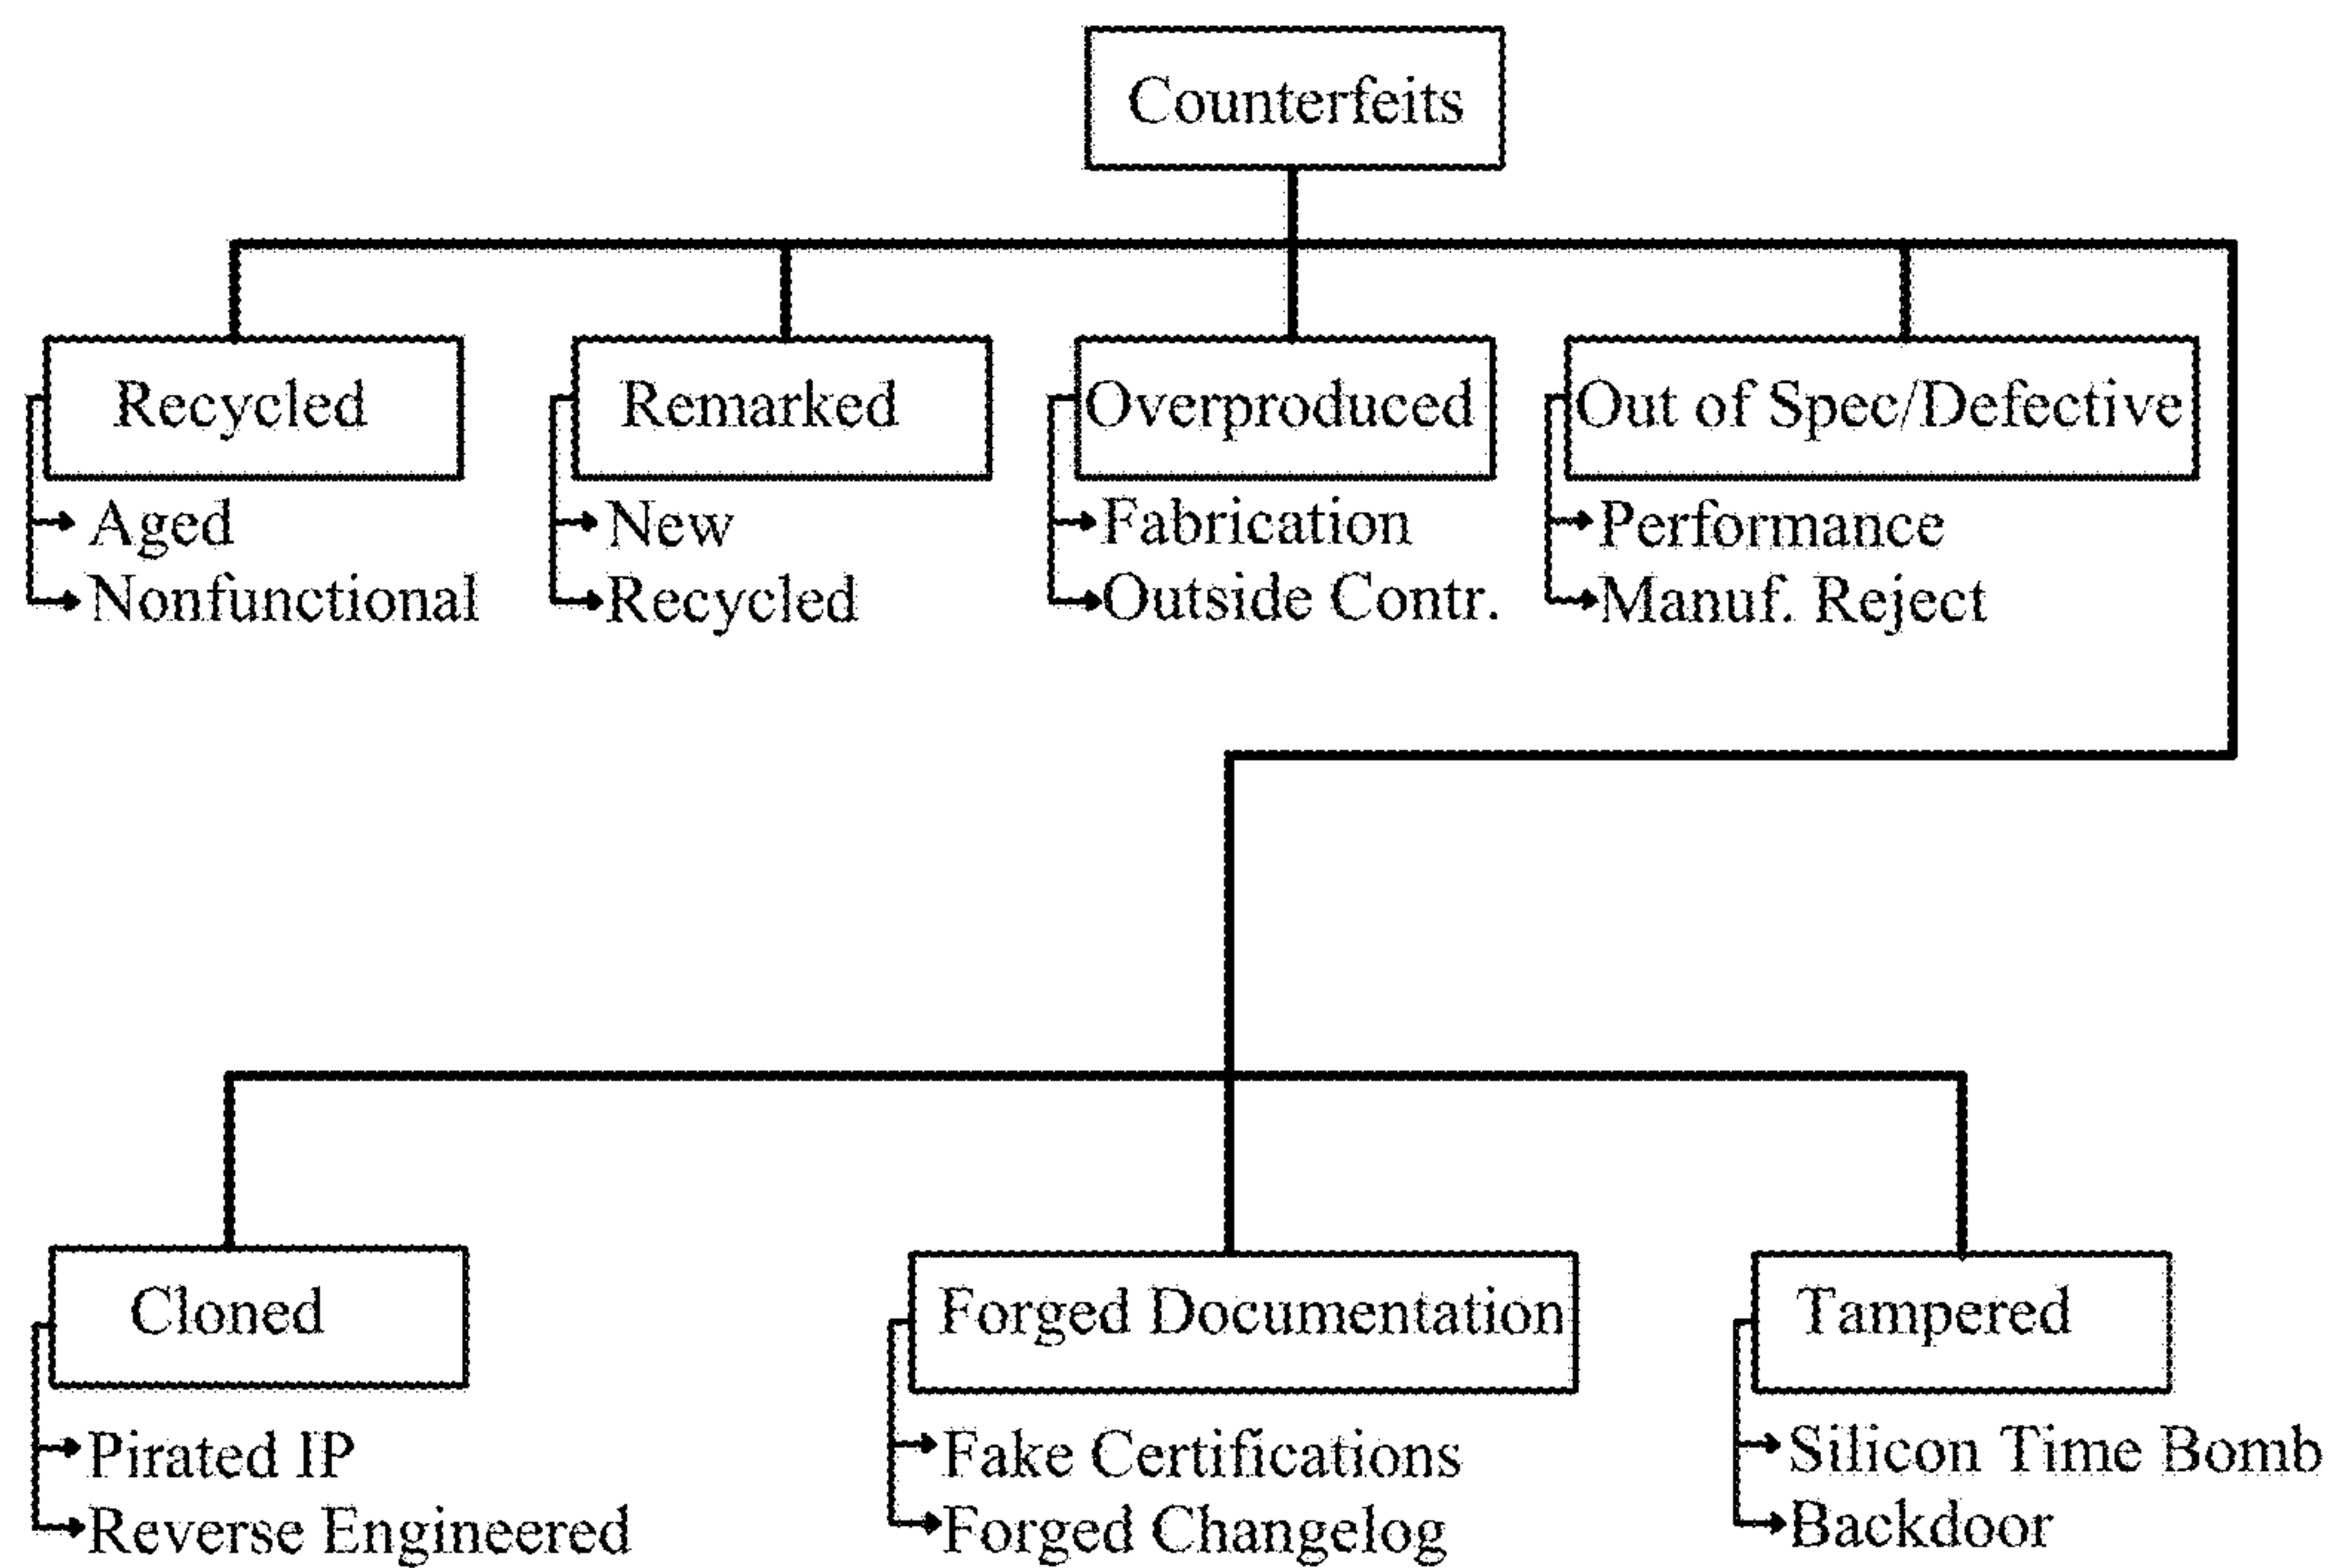 Counterfeits
Recycled
Aged
Nonfunctional
Remarked
New
Recycled
Overproduced
Fabrication
Outside Contr.
Out of Spec/Defective
Performance
Manuf. Reject
Cloned
Pirated IP
Reverse Engineered
Forged Documentation
Fake Certifications
Forged Changelog
Tampered
Silicon Time Bomb
Backdoor